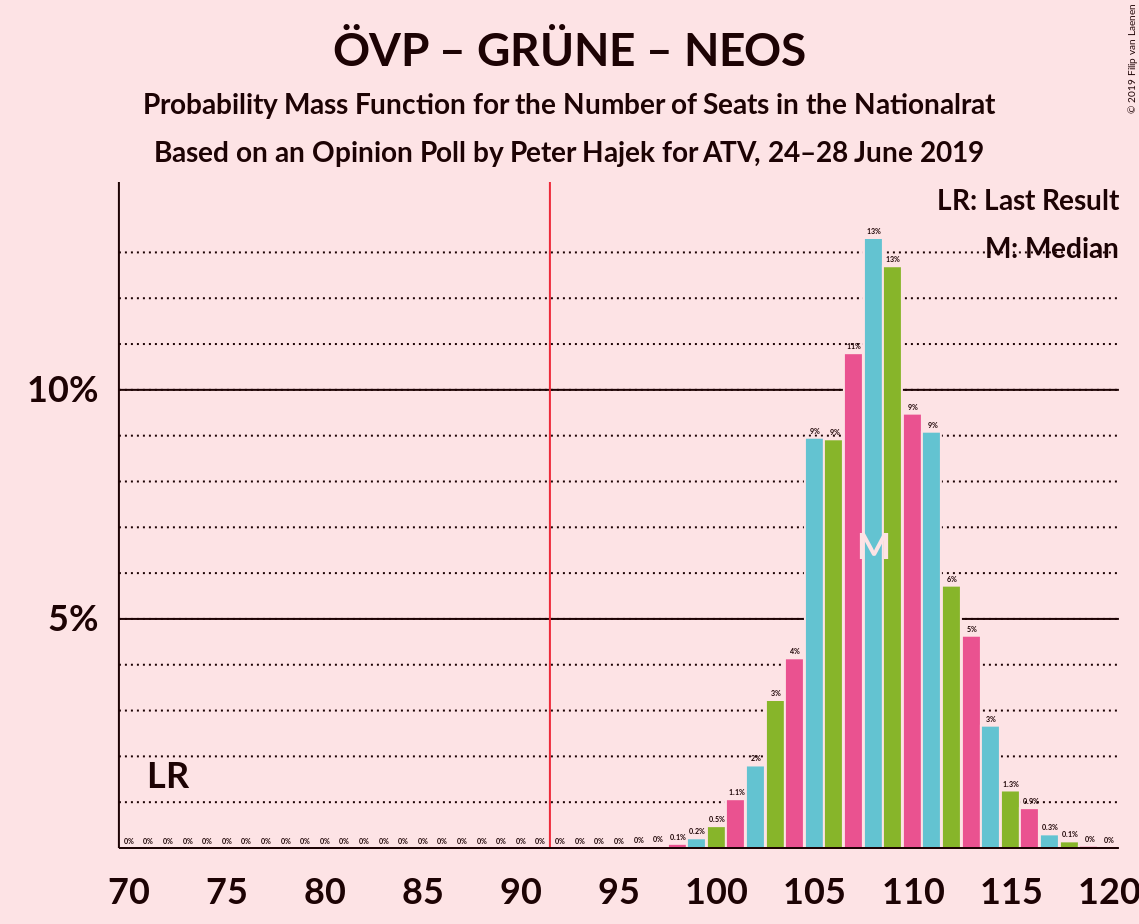 ÖVP – GRÜNE – NEOS
Probability Mass Function for the Number of Seats in the Nationalrat
Based on an Opinion Poll by Peter Hajek for ATV, 24–28 June 2019
© 2019 Filip van Laenen
LR: Last Result
M: Median
10%
5%
LR
M
0% 0% 0% 0% 0% 0% 0% 0% 0% 0% 0% 0% 0% 0% 0% 0% 0% 0% 0% 0% 0% 0% 0% 0% 0% 0% 0% 0% 0.1% 0.2% 0.5% 1.1% 2% 3% 4% 9% 9% 11% 13% 13% 9% 9% 6% 5% 3% 1.3% 0.9% 0.3% 0.1% 0% 0%
70 75 80 85 90 95 100 105 110 115 120